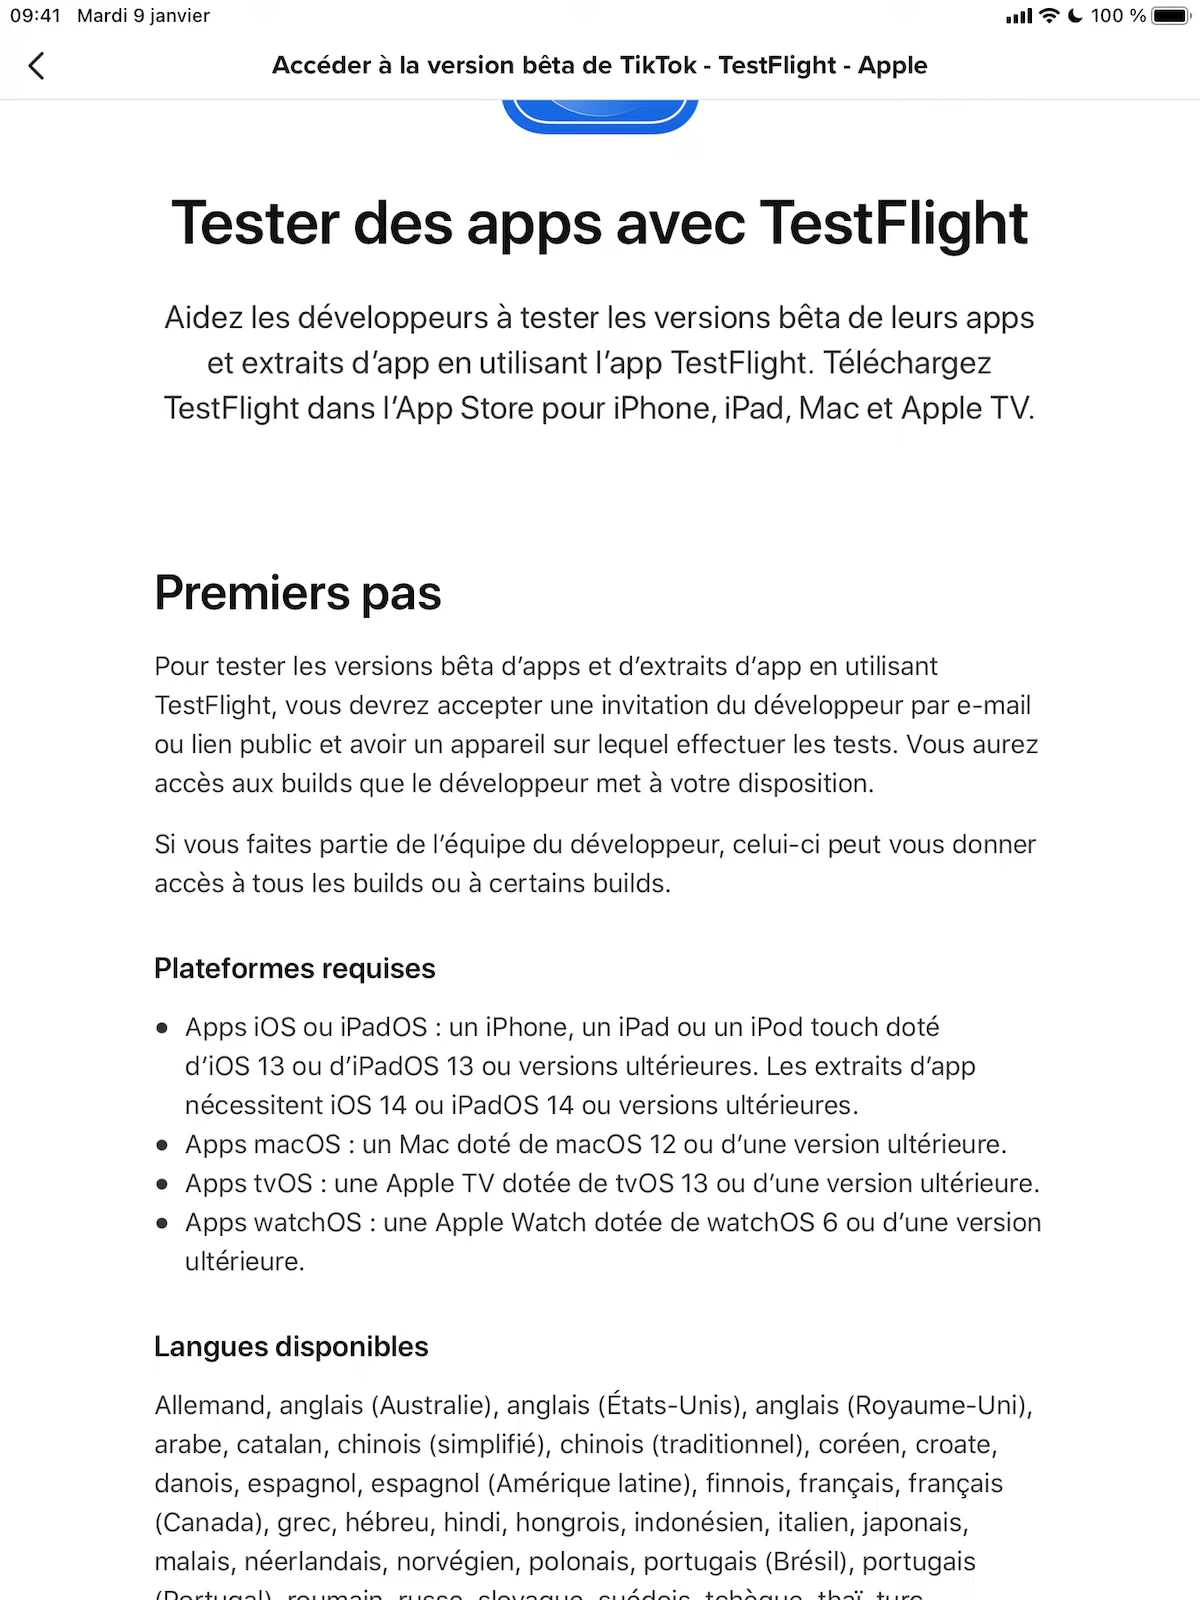 09:41 Mardi 9 janvier 100 %
Accéder à la version bêta de TikTok - TestFlight - Apple
Tester des apps avec TestFlight
Aidez les développeurs à tester les versions bêta de leurs apps
et extraits d’app en utilisant l’app TestFlight. Téléchargez
TestFlight dans l’App Store pour iPhone, iPad, Mac et Apple TV.
Premiers pas
Pour tester les versions bêta d’apps et d’extraits d’app en utilisant
TestFlight, vous devrez accepter une invitation du développeur par e-mail
ou lien public et avoir un appareil sur lequel effectuer les tests. Vous aurez
accès aux builds que le développeur met à votre disposition.
Si vous faites partie de l’équipe du développeur, celui-ci peut vous donner
accès à tous les builds ou à certains builds.
Plateformes requises
• Apps iOS ou iPadOS : un iPhone, un iPad ou un iPod touch doté
d’iOS 13 ou d’iPadOS 13 ou versions ultérieures. Les extraits d’app
nécessitent iOS 14 ou iPadOS 14 ou versions ultérieures.
• Apps macOS : un Mac doté de macOS 12 ou d’une version ultérieure.
• Apps tvOS : une Apple TV dotée de tvOS 13 ou d’une version ultérieure.
• Apps watchOS : une Apple Watch dotée de watchOS 6 ou d’une version
ultérieure.
Langues disponibles
Allemand, anglais (Australie), anglais (États-Unis), anglais (Royaume-Uni),
arabe, catalan, chinois (simplifié), chinois (traditionnel), coréen, croate,
danois, espagnol, espagnol (Amérique latine), finnois, français, français
(Canada), grec, hébreu, hindi, hongrois, indonésien, italien, japonais,
malais, néerlandais, norvégien, polonais, portugais (Brésil), portugais
(Portugal), roumain, russe, slovaque, suédois, tchèque, thaï, turc,